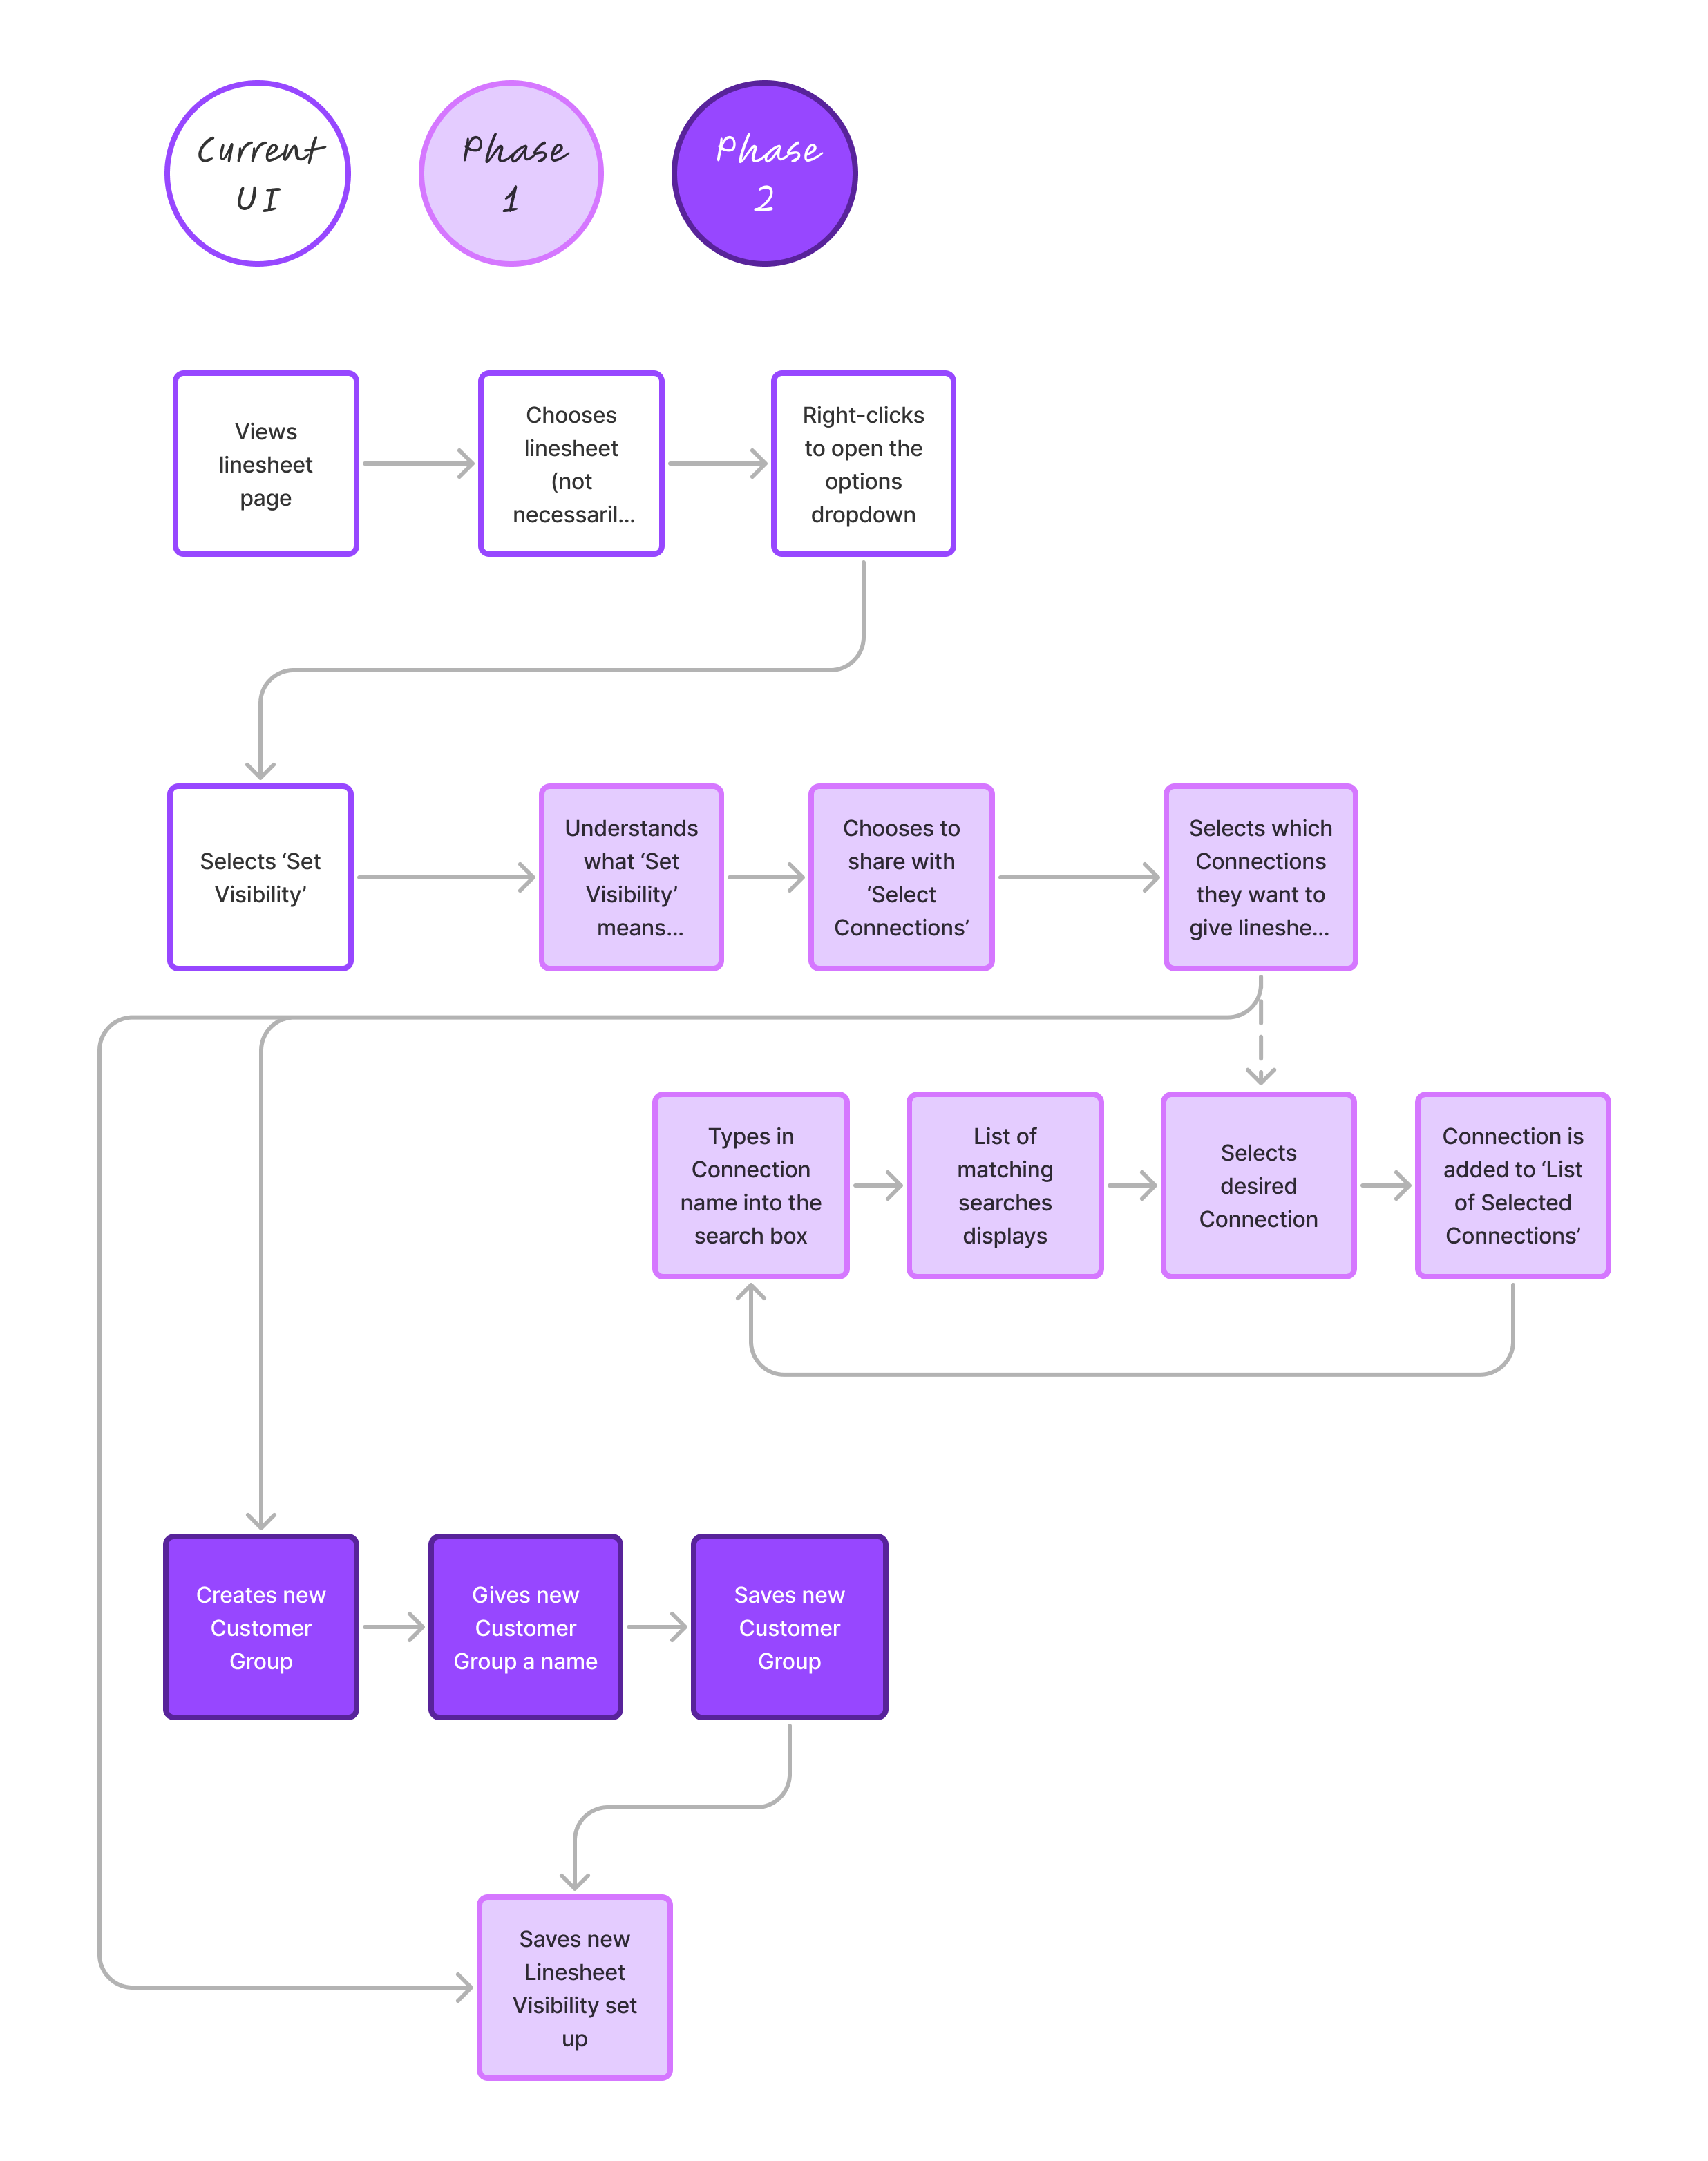 Current
UI
Phase
1
Phase
2
Views
linesheet
page
Chooses
linesheet
(not
necessaril...
Right-clicks
to open the
options
dropdown
Selects ‘Set
Visibility’
Understands
what ‘Set
Visibility’
means...
Chooses to
share with
‘Select
Connections’
Selects which
Connections
they want to
give lineshe...
Types in
Connection
name into the
search box
List of
matching
searches
displays
Selects
desired
Connection
Connection is
added to ‘List
of Selected
Connections’
Creates new
Customer
Group
Gives new
Customer
Group a name
Saves new
Customer
Group
Saves new
Linesheet
Visibility set
up